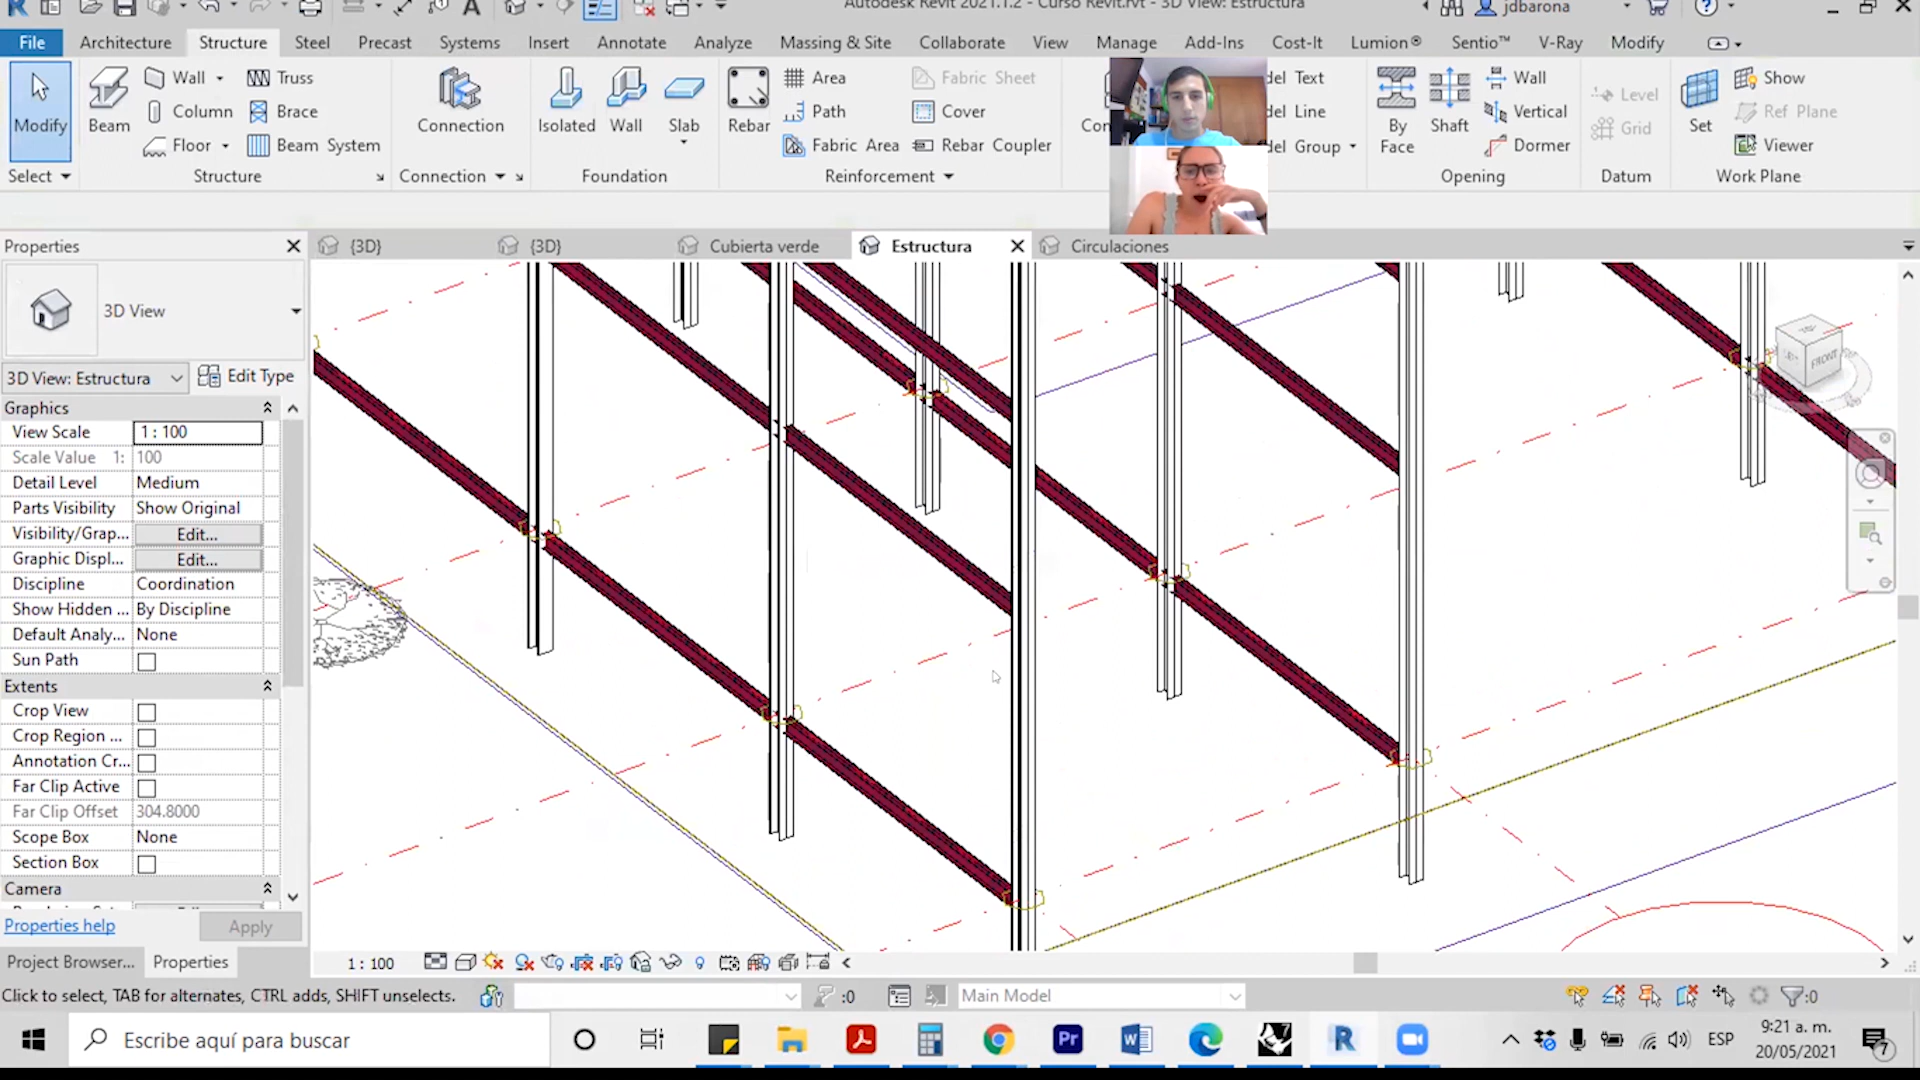 Autodesk Revit 2021.1.2 - Curso Revit.rvt - 3D View: Estructura
jdbarona
File Architecture Structure Steel Precast Systems Insert Annotate Analyze Massing & Site Collaborate View Manage Add-Ins Cost-It Lumion® Sentio™ V-Ray Modify
Modify
Select
Beam
Wall
Column
Floor
Truss
Brace
Beam System
Structure
Connection
Connection
Isolated
Wall
Slab
Foundation
Rebar
Area
Path
Fabric Area
Fabric Sheet
Cover
Rebar Coupler
Reinforcement
del Text
del Line
del Group
By Face
Shaft
Wall
Vertical
Dormer
Opening
Level
Grid
Datum
Set
Show
Ref Plane
Viewer
Work Plane
Properties
{3D}
{3D}
Cubierta verde
Estructura
Circulaciones
3D View
3D View: Estructura
Edit Type
Graphics
View Scale 1 : 100
Scale Value 1: 100
Detail Level Medium
Parts Visibility Show Original
Visibility/Grap... Edit...
Graphic Displ... Edit...
Discipline Coordination
Show Hidden ... By Discipline
Default Analy... None
Sun Path
Extents
Crop View
Crop Region ...
Annotation Cr...
Far Clip Active
Far Clip Offset 304.8000
Scope Box None
Section Box
Camera
Properties help
Apply
FRONT
Project Browser...
Properties
1 : 100
Click to select, TAB for alternates, CTRL adds, SHIFT unselects.
:0
Main Model
:0
Escribe aquí para buscar
Pr
ESP
9:21 a. m.
20/05/2021
7